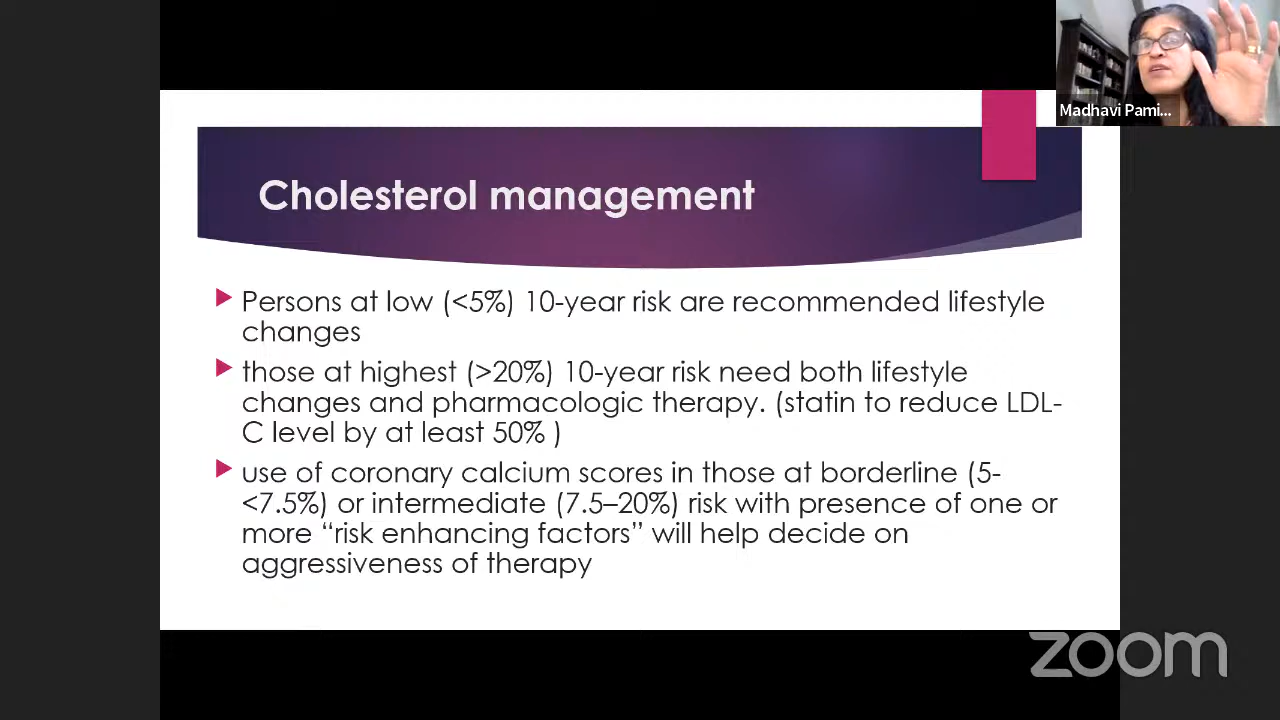 Madhavi Pami...
Cholesterol management
Persons at low (<5%) 10-year risk are recommended lifestyle
changes
those at highest (>20%) 10-year risk need both lifestyle
changes and pharmacologic therapy. (statin to reduce LDL-
C level by at least 50% )
use of coronary calcium scores in those at borderline (5-
<7.5%) or intermediate (7.5–20%) risk with presence of one or
more “risk enhancing factors” will help decide on
aggressiveness of therapy
zoom